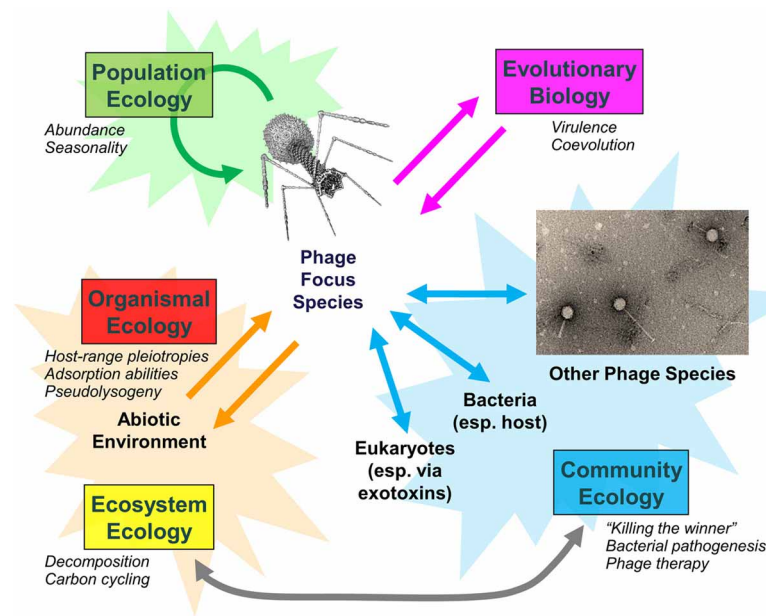 Population
Ecology
Abundance
Seasonality
Evolutionary
Biology
Virulence
Coevolution
Phage
Focus
Species
Organismal
Ecology
Host-range pleiotropies
Adsorption abilities
Pseudolysogeny
Abiotic
Environment
Other Phage Species
Bacteria
(esp. host)
Eukaryotes
(esp. via
exotoxins)
Ecosystem
Ecology
Decomposition
Carbon cycling
Community
Ecology
“Killing the winner”
Bacterial pathogenesis
Phage therapy